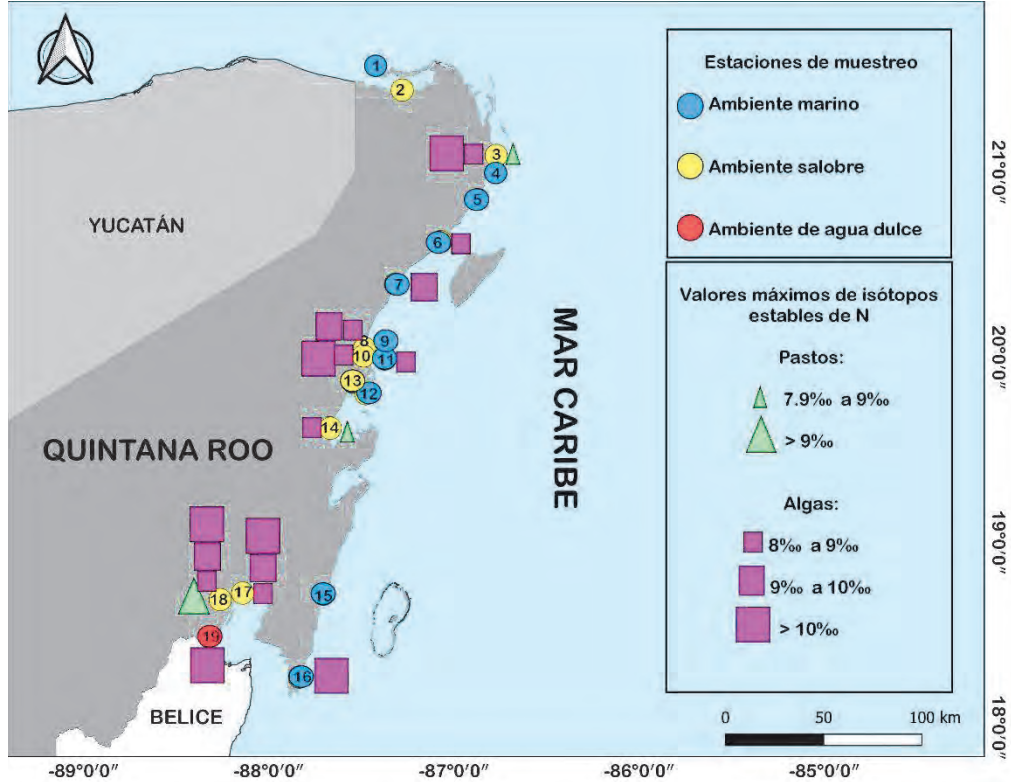 1
2
3
4
5
6
7
8
9
10
11
13
12
14
15
17
18
19
16
YUCATÁN
QUINTANA ROO
BELICE
MAR CARIBE
Estaciones de muestreo
Ambiente marino
Ambiente salobre
Ambiente de agua dulce
Valores máximos de isótopos
estables de N
Pastos:
7.9‰ a 9‰
> 9‰
Algas:
8‰ a 9‰
9‰ a 10‰
> 10‰
0 50 100 km
21°0'0"
20°0'0"
19°0'0"
18°0'0"
-89°0'0" -88°0'0" -87°0'0" -86°0'0" -85°0'0"